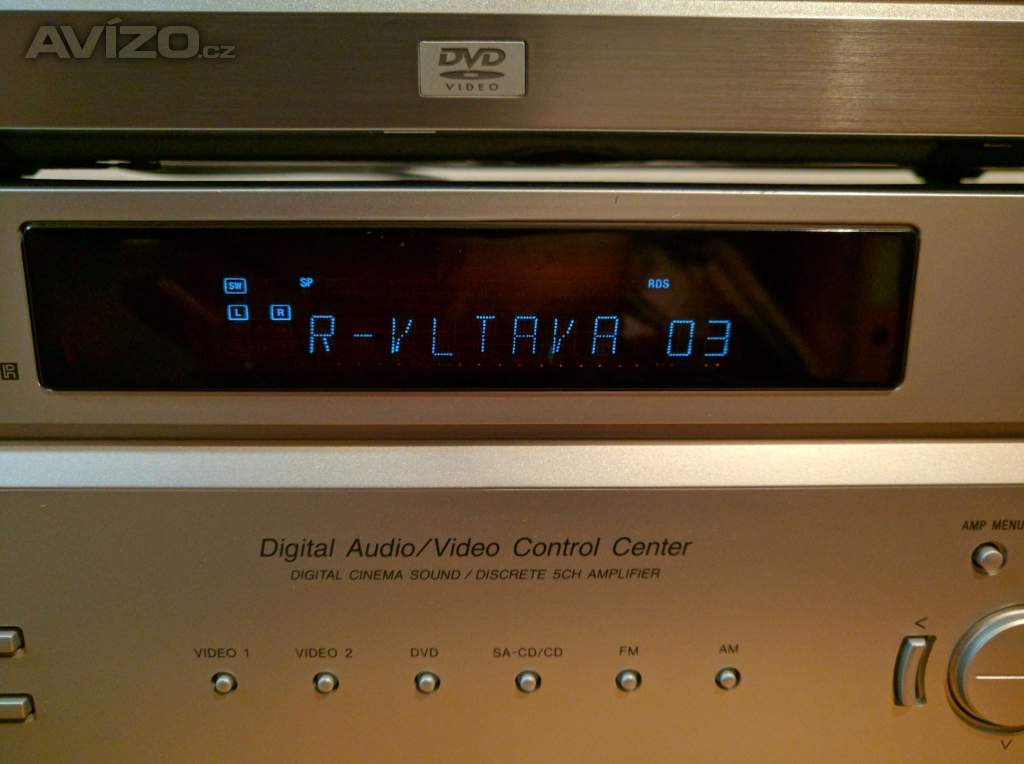 AVÍZO.cz
DVD
VIDEO
SW
SP
RDS
L
R
R-VLTAVA 03
Digital Audio/Video Control Center
DIGITAL CINEMA SOUND / DISCRETE 5CH AMPLIFIER
AMP MENU
VIDEO 1
VIDEO 2
DVD
SA-CD/CD
FM
AM